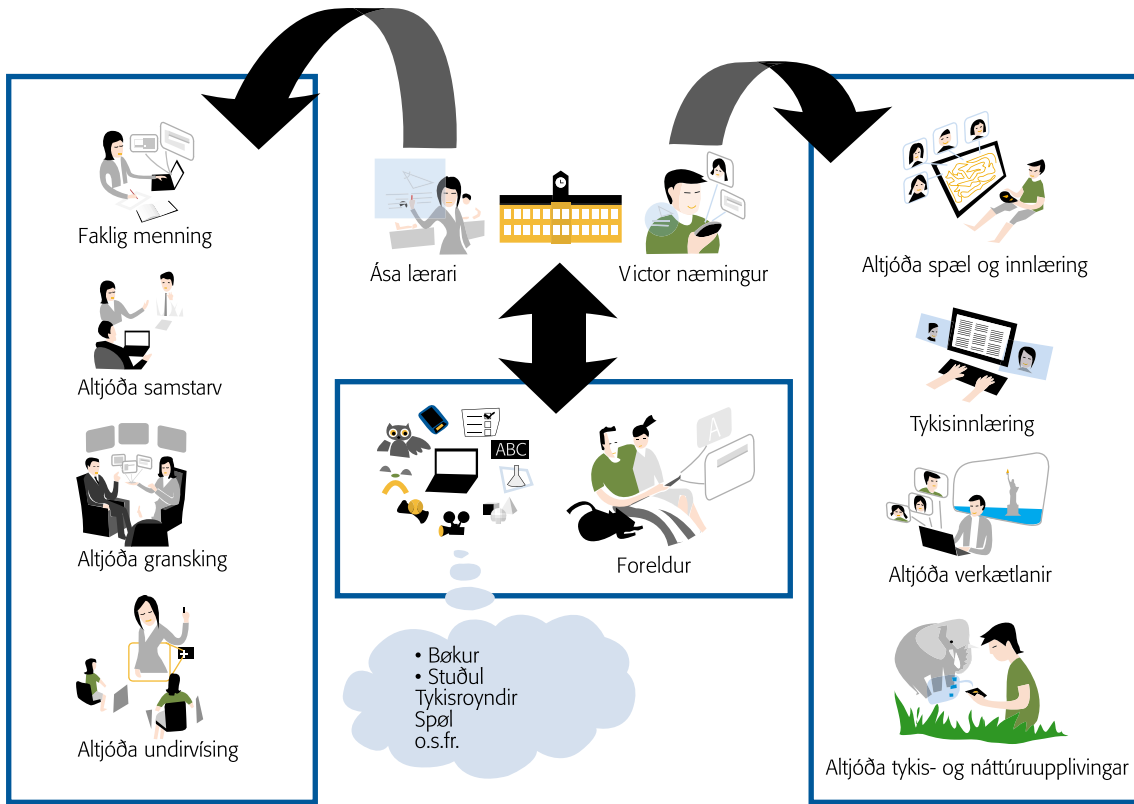 Faklig menning
Altjóða samstarv
Altjóða gransking
Altjóða undirvísing
Ása lærari
Victor næmingur
ABC
A
Foreldur
• Bøkur
• Stuðul
Tykisroyndir
Spøl
o.s.fr.
Altjóða spæl og innlæring
Tykisinnlæring
Altjóða verkætlanir
Altjóða tykis- og náttúruupplivingar